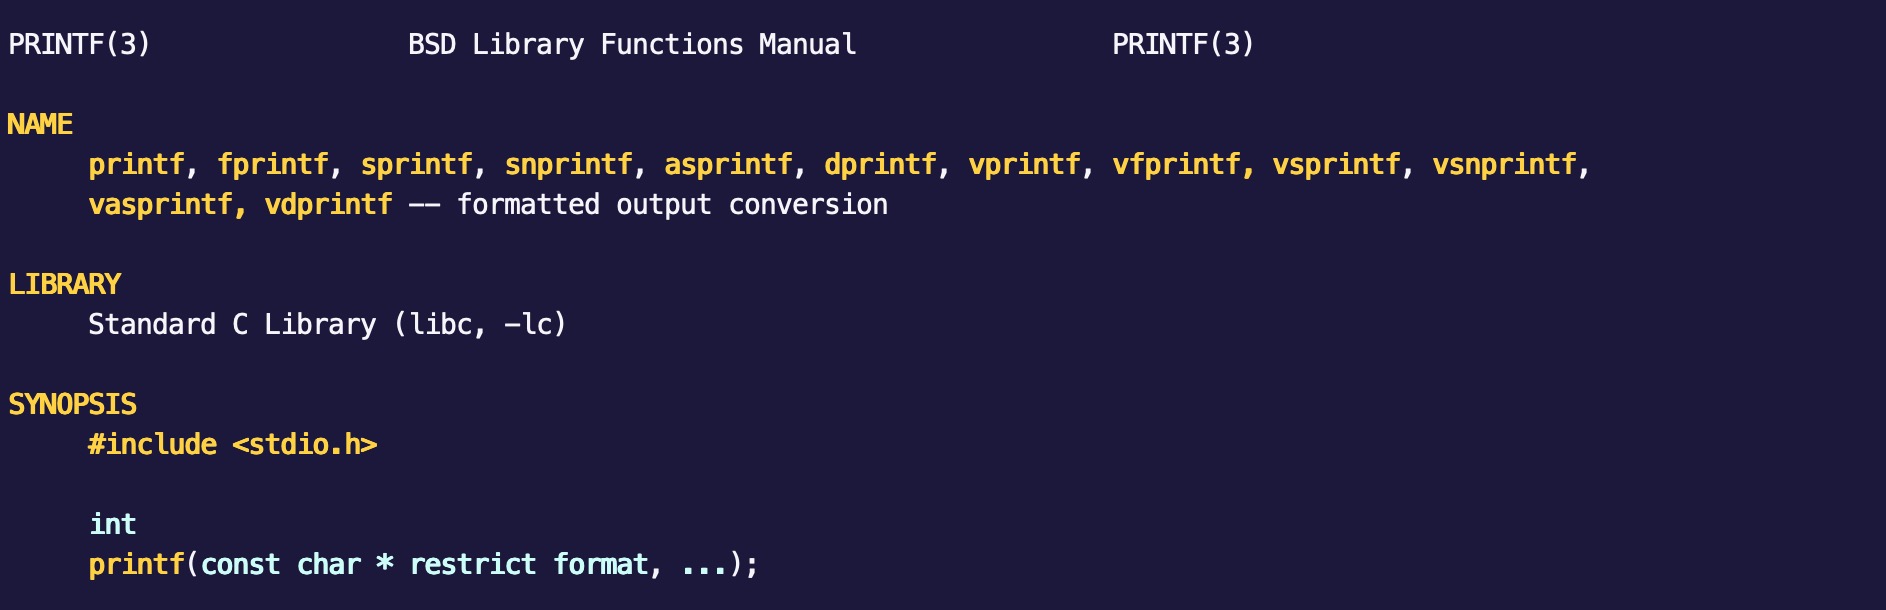 PRINTF(3)                BSD Library Functions Manual                PRINTF(3)
NAME
printf, fprintf, sprintf, snprintf, asprintf, dprintf, vprintf, vfprintf, vsprintf, vsnprintf,
vasprintf, vdprintf -- formatted output conversion
LIBRARY
Standard C Library (libc, -lc)
SYNOPSIS
#include <stdio.h>
int
printf(const char * restrict format, ...);